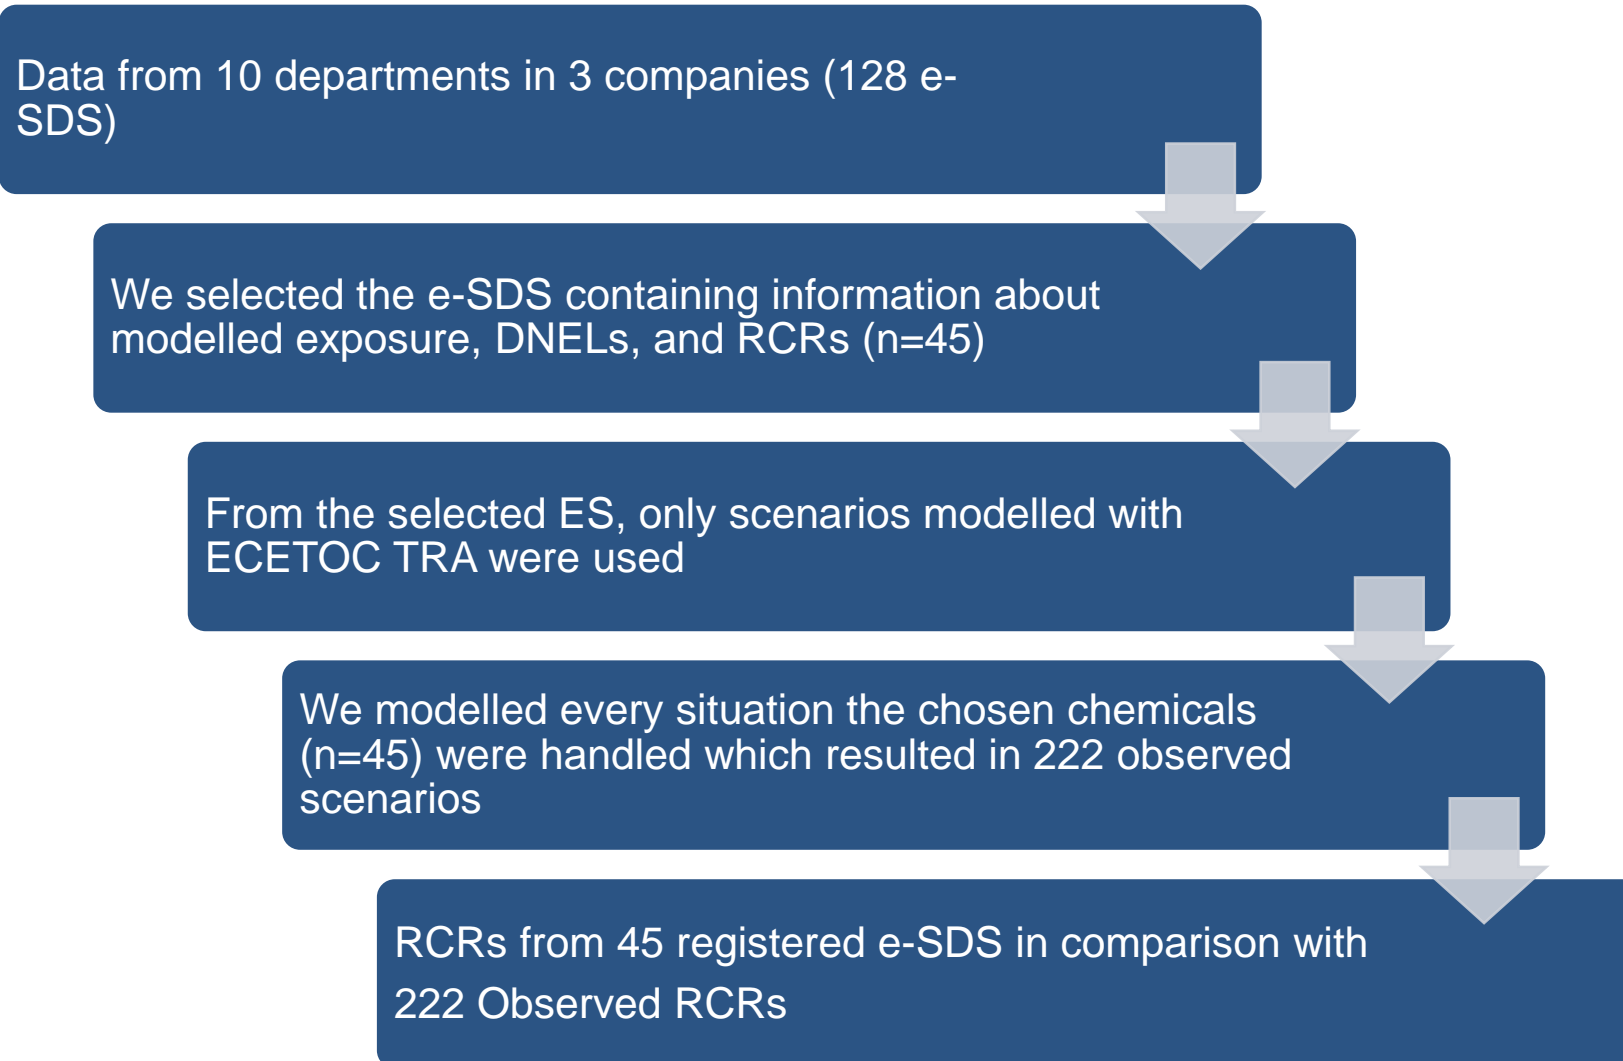 Data from 10 departments in 3 companies (128 e-
SDS)
We selected the e-SDS containing information about
modelled exposure, DNELs, and RCRs (n=45)
From the selected ES, only scenarios modelled with
ECETOC TRA were used
We modelled every situation the chosen chemicals
(n=45) were handled which resulted in 222 observed
scenarios
RCRs from 45 registered e-SDS in comparison with
222 Observed RCRs